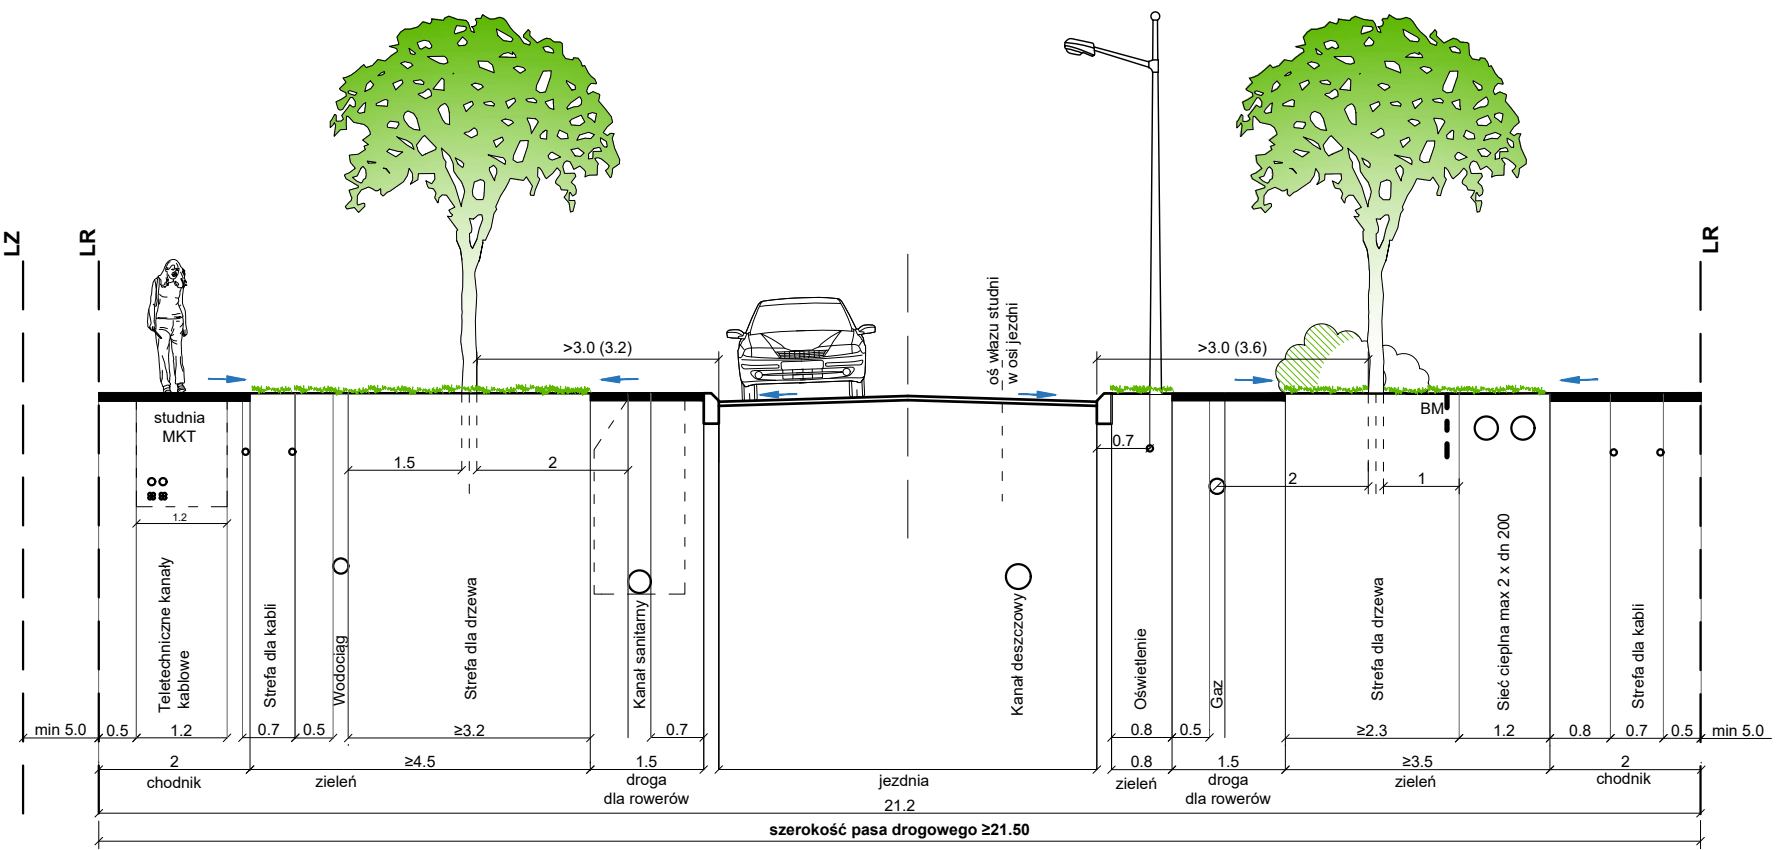 LZ
LR
LR
oś włazu studni
w osi jezdni
>3.0 (3.2)
>3.0 (3.6)
studnia
MKT
BM
0.7
1.5
2
2
1
1.2
Teletechniczne kanały
kablowe
Strefa dla kabli
Wodociąg
Strefa dla drzewa
Kanał sanitarny
Kanał deszczowy
Oświetlenie
Gaz
Strefa dla drzewa
Sieć cieplna max 2 x dn 200
Strefa dla kabli
min 5.0
0.5
1.2
0.7
0.5
≥3.2
0.7
0.8
0.5
≥2.3
1.2
0.8
0.7
0.5
min 5.0
2
≥4.5
1.5
0.8
1.5
≥3.5
2
chodnik
zieleń
droga
dla rowerów
jezdnia
zieleń
droga
dla rowerów
zieleń
chodnik
21.2
szerokość pasa drogowego ≥21.50